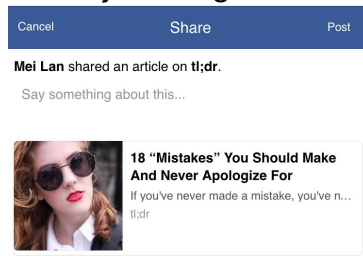 Cancel Share Post
Mei Lan shared an article on tl;dr.
Say something about this...
18 “Mistakes” You Should Make
And Never Apologize For
If you've never made a mistake, you've n...
tl;dr